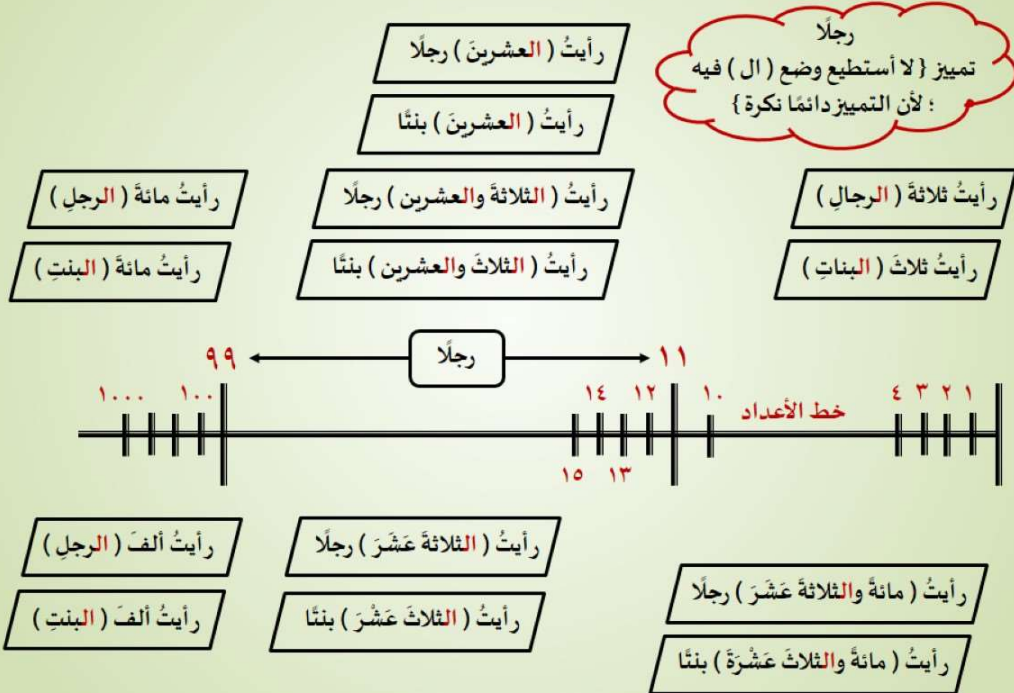 رجلًا
تمييز { لا أستطيع وضع ( ال ) فيه
؛ لأن التمييز دائمًا نكرة }
رأيتُ ( العشرينَ ) رجلًا
رأيتُ ( العشرينَ ) بنتًا
رأيتُ ثلاثةَ ( الرجالِ )
رأيتُ ( الثلاثةَ والعشرين ) رجلًا
رأيتُ مائةَ ( الرجلِ )
رأيتُ ثلاثَ ( البناتِ )
رأيتُ ( الثلاثَ والعشرين ) بنتًا
رأيتُ مائةَ ( البنتِ )
١١ رجلًا ٩٩
١ ٢ ٣ ٤ خط الأعداد ١٠ ١٢ ١٤ ١٠٠ ١٠٠٠
١٣ ١٥
رأيتُ ( الثلاثةَ عَشَرَ ) رجلًا
رأيتُ ألفَ ( الرجلِ )
رأيتُ ( مائةً والثلاثةَ عَشَرَ ) رجلًا
رأيتُ ( الثلاثَ عَشْرَ ) بنتًا
رأيتُ ألفَ ( البنتِ )
رأيتُ ( مائةً والثلاثَ عَشْرَةَ ) بنتًا